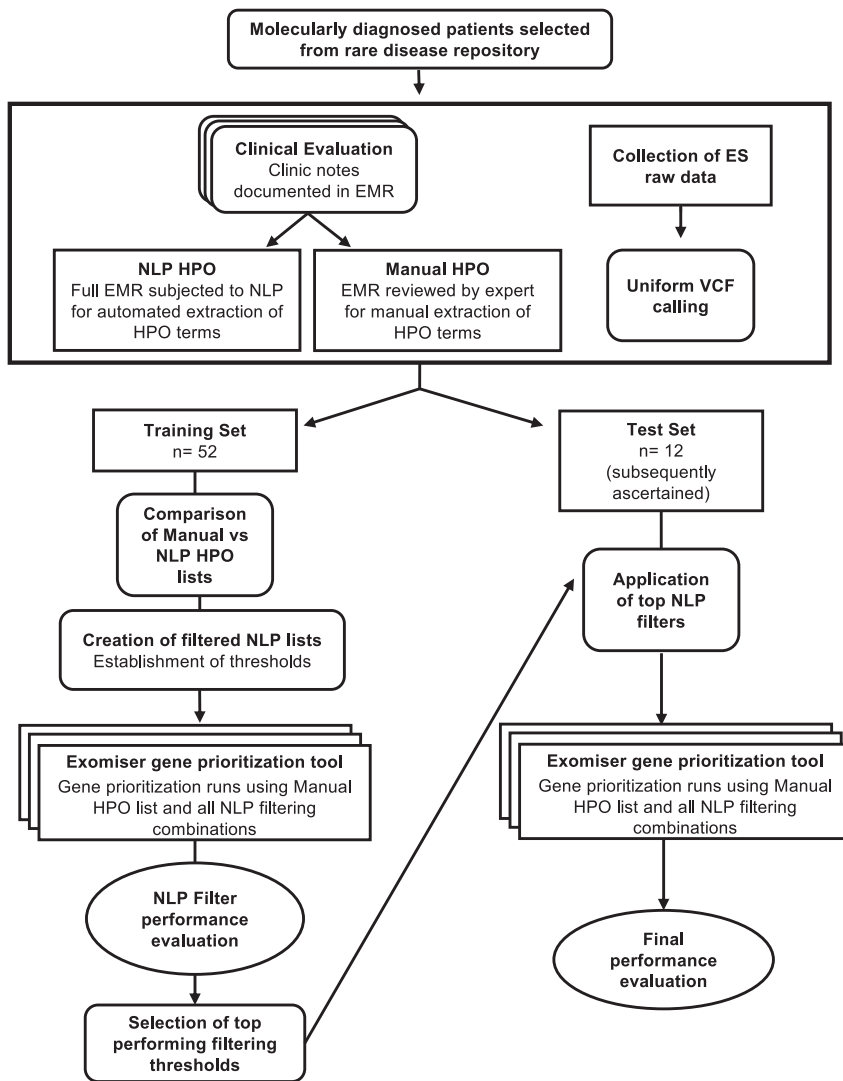 Molecularly diagnosed patients selected
from rare disease repository
Clinical Evaluation
Clinic notes
documented in EMR
Collection of ES
raw data
NLP HPO
Full EMR subjected to NLP
for automated extraction of
HPO terms
Manual HPO
EMR reviewed by expert
for manual extraction of
HPO terms
Uniform VCF
calling
Training Set
n= 52
Comparison
of Manual vs
NLP HPO
lists
Creation of filtered NLP lists
Establishment of thresholds
Exomiser gene prioritization tool
Gene prioritization runs using Manual
HPO list and all NLP filtering
combinations
NLP Filter
performance
evaluation
Selection of top
performing filtering
thresholds
Test Set
n= 12
(subsequently
ascertained)
Application
of top NLP
filters
Exomiser gene prioritization tool
Gene prioritization runs using Manual
HPO list and all NLP filtering
combinations
Final
performance
evaluation